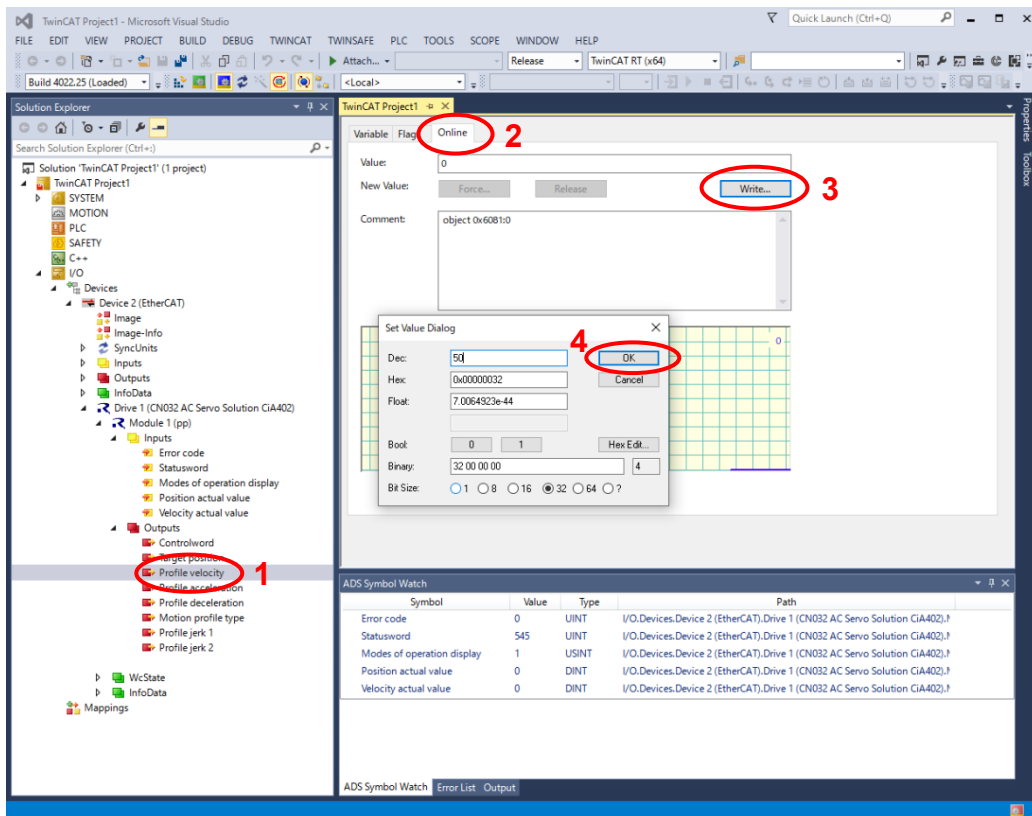 TwinCAT Project1 - Microsoft Visual Studio
Quick Launch (Ctrl+Q)
FILE EDIT VIEW PROJECT BUILD DEBUG TWINCAT TWINSAFE PLC TOOLS SCOPE WINDOW HELP
Attach... Release TwinCAT RT (x64)
Build 4022.25 (Loaded) <Local>
Solution Explorer
Search Solution Explorer (Ctrl+;)
Solution 'TwinCAT Project1' (1 project)
TwinCAT Project1
SYSTEM
MOTION
PLC
SAFETY
C++
I/O
Devices
Device 2 (EtherCAT)
Image
Image-Info
SyncUnits
Inputs
Outputs
InfoData
Drive 1 (CN032 AC Servo Solution CiA402)
Module 1 (pp)
Inputs
Error code
Statusword
Modes of operation display
Position actual value
Velocity actual value
Outputs
Controlword
Target position
Profile velocity 1
Profile acceleration
Profile deceleration
Motion profile type
Profile jerk 1
Profile jerk 2
WcState
InfoData
Mappings
TwinCAT Project1
Variable Flags Online 2
Value: 0
New Value: Force... Release Write... 3
Comment: object 0x6081:0
0
Set Value Dialog
4
Dec: 50 OK
Hex: 0x00000032 Cancel
Float: 7.0064923e-44
Bool: 0 1 Hex Edit...
Binary: 32 00 00 00 4
Bit Size: 1 8 16 32 64 ?
ADS Symbol Watch
Symbol Value Type Path
Error code 0 UINT I/O.Devices.Device 2 (EtherCAT).Drive 1 (CN032 AC Servo Solution CiA402).
Statusword 545 UINT I/O.Devices.Device 2 (EtherCAT).Drive 1 (CN032 AC Servo Solution CiA402).
Modes of operation display 1 USINT I/O.Devices.Device 2 (EtherCAT).Drive 1 (CN032 AC Servo Solution CiA402).
Position actual value 0 DINT I/O.Devices.Device 2 (EtherCAT).Drive 1 (CN032 AC Servo Solution CiA402).
Velocity actual value 0 DINT I/O.Devices.Device 2 (EtherCAT).Drive 1 (CN032 AC Servo Solution CiA402).
ADS Symbol Watch Error List Output
Properties
Toolbox